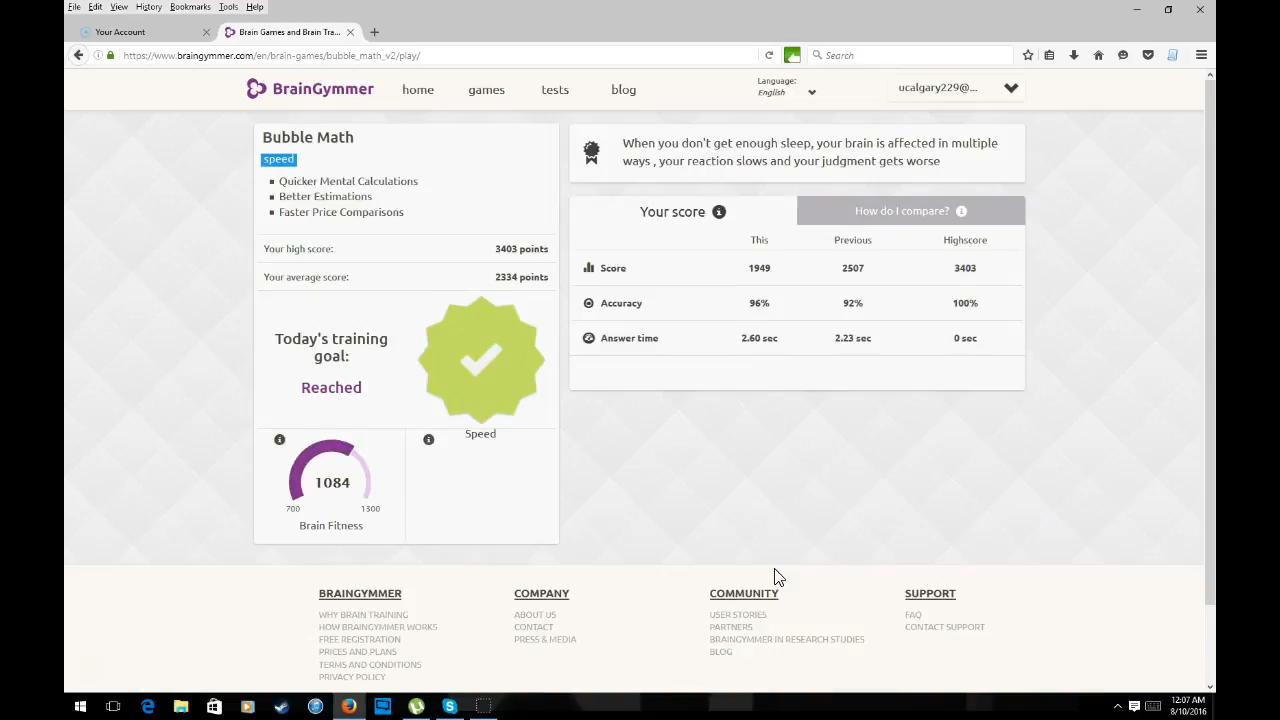 File Edit View History Bookmarks Tools Help
Your Account
Brain Games and Brain Tra...
https://www.braingymmer.com/en/brain-games/bubble_math_v2/play/
Search
BrainGymmer
home games tests blog
Language:
English
ucalgary229@...
Bubble Math
speed
Quicker Mental Calculations
Better Estimations
Faster Price Comparisons
Your high score: 3403 points
Your average score: 2334 points
Today's training
goal:
Reached
Speed
1084
700 1300
Brain Fitness
When you don't get enough sleep, your brain is affected in multiple
ways , your reaction slows and your judgment gets worse
Your score How do I compare?
This Previous Highscore
Score 1949 2507 3403
Accuracy 96% 92% 100%
Answer time 2.60 sec 2.23 sec 0 sec
BRAINGYMMER
WHY BRAIN TRAINING
HOW BRAINGYMMER WORKS
FREE REGISTRATION
PRICES AND PLANS
TERMS AND CONDITIONS
PRIVACY POLICY
COMPANY
ABOUT US
CONTACT
PRESS & MEDIA
COMMUNITY
USER STORIES
PARTNERS
BRAINGYMMER IN RESEARCH STUDIES
BLOG
SUPPORT
FAQ
CONTACT SUPPORT
12:07 AM
8/10/2016